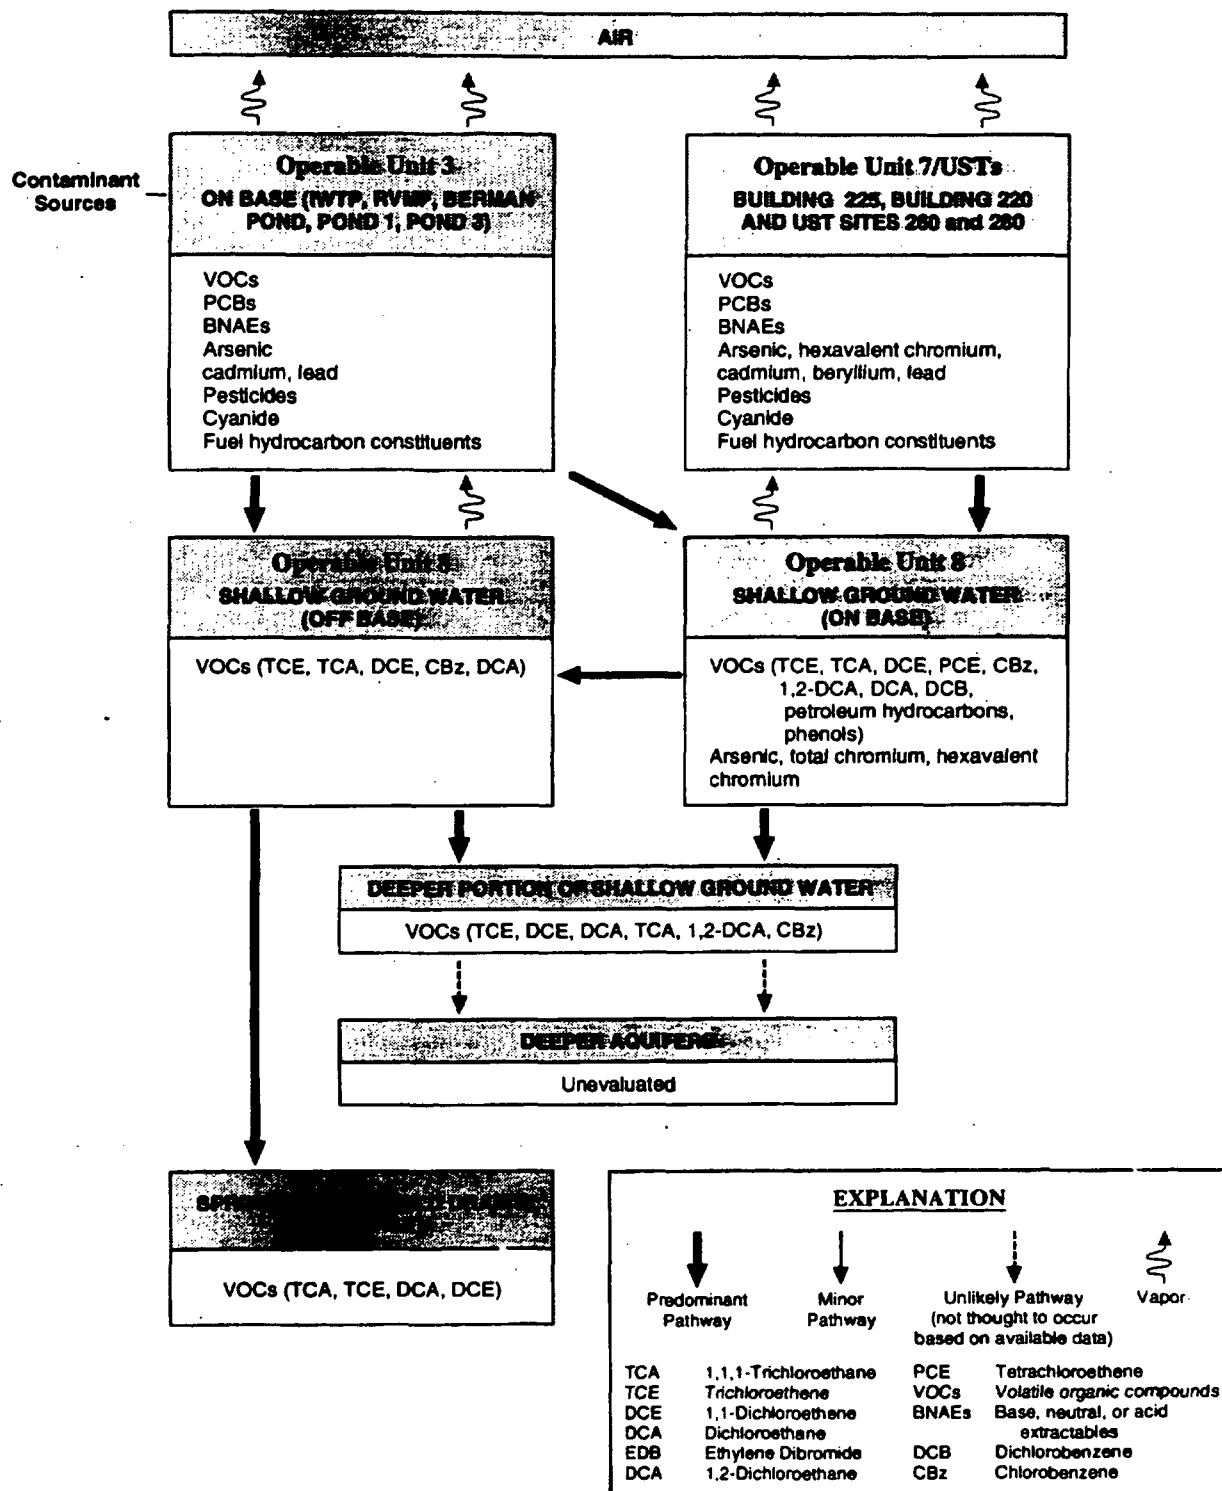 AIR
Contaminant
Sources
Operable Unit 3
ON BASE (IWTP, RVMF, BERMAN
POND, POND 1, POND 3)
VOCs
PCBs
BNAEs
Arsenic
cadmium, lead
Pesticides
Cyanide
Fuel hydrocarbon constituents
Operable Unit 7/USTs
BUILDING 225, BUILDING 220
AND UST SITES 260 and 280
VOCs
PCBs
BNAEs
Arsenic, hexavalent chromium,
cadmium, beryllium, lead
Pesticides
Cyanide
Fuel hydrocarbon constituents
Operable Unit 8
SHALLOW GROUND WATER
(OFF BASE)
VOCs (TCE, TCA, DCE, CBz, DCA)
Operable Unit 8
SHALLOW GROUND WATER
(ON BASE)
VOCs (TCE, TCA, DCE, PCE, CBz,
1,2-DCA, DCA, DCB,
petroleum hydrocarbons,
phenols)
Arsenic, total chromium, hexavalent
chromium
DEEPER PORTION OF SHALLOW GROUND WATER
VOCs (TCE, DCE, DCA, TCA, 1,2-DCA, CBz)
DEEPER AQUIFERS
Unevaluated
VOCs (TCA, TCE, DCA, DCE)
EXPLANATION
Predominant
Pathway
Minor
Pathway
Unlikely Pathway
(not thought to occur
based on available data)
Vapor
TCA 1,1,1-Trichloroethane
TCE Trichloroethene
DCE 1,1-Dichloroethene
DCA Dichloroethane
EDB Ethylene Dibromide
DCA 1,2-Dichloroethane
PCE Tetrachloroethene
VOCs Volatile organic compounds
BNAEs Base, neutral, or acid
extractables
DCB Dichlorobenzene
CBz Chlorobenzene